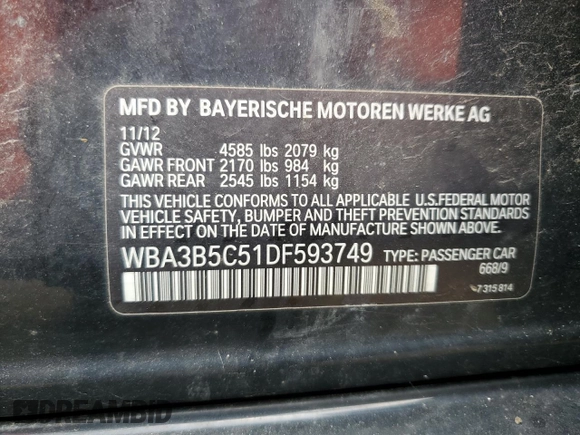 MFD BY BAYERISCHE MOTOREN WERKE AG
11/12
GVWR 4585 lbs 2079 kg
GAWR FRONT 2170 lbs 984 kg
GAWR REAR 2545 lbs 1154 kg
THIS VEHICLE CONFORMS TO ALL APPLICABLE U.S.FEDERAL MOTOR
VEHICLE SAFETY, BUMPER AND THEFT PREVENTION STANDARDS
IN EFFECT ON THE DATE OF MANUFACTURE SHOWN ABOVE.
WBA3B5C51DF593749 TYPE: PASSENGER CAR
668/9
7315814
DREAMBID